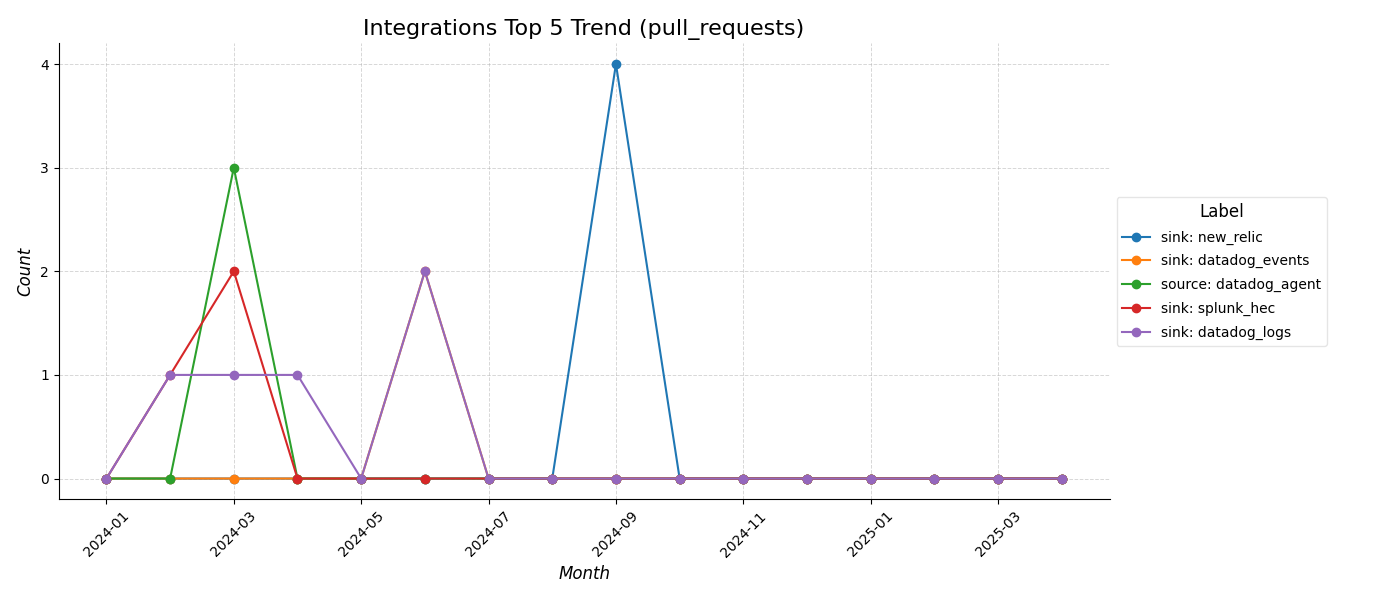 Integrations Top 5 Trend (pull_requests)
Count
4
3
2
1
0
2024-01
2024-03
2024-05
2024-07
2024-09
2024-11
2025-01
2025-03
Month
Label
sink: new_relic
sink: datadog_events
source: datadog_agent
sink: splunk_hec
sink: datadog_logs